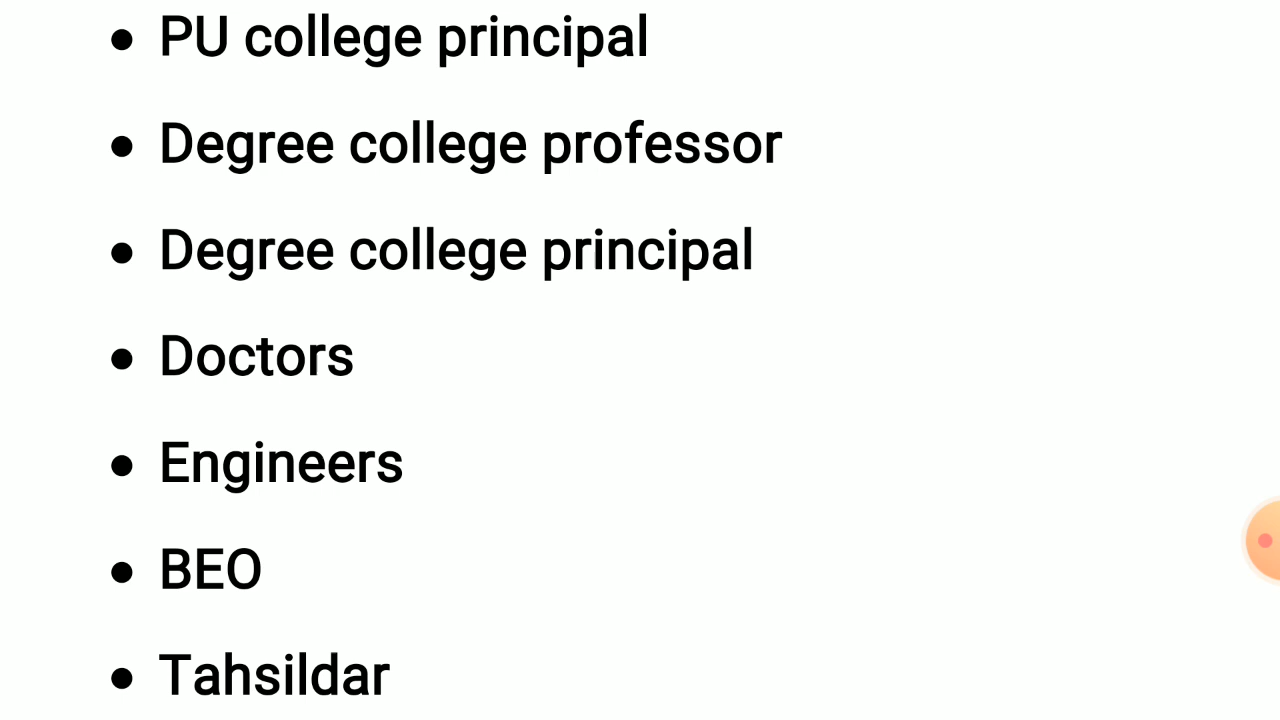 • PU college principal
• Degree college professor
• Degree college principal
• Doctors
• Engineers
• BEO
• Tahsildar